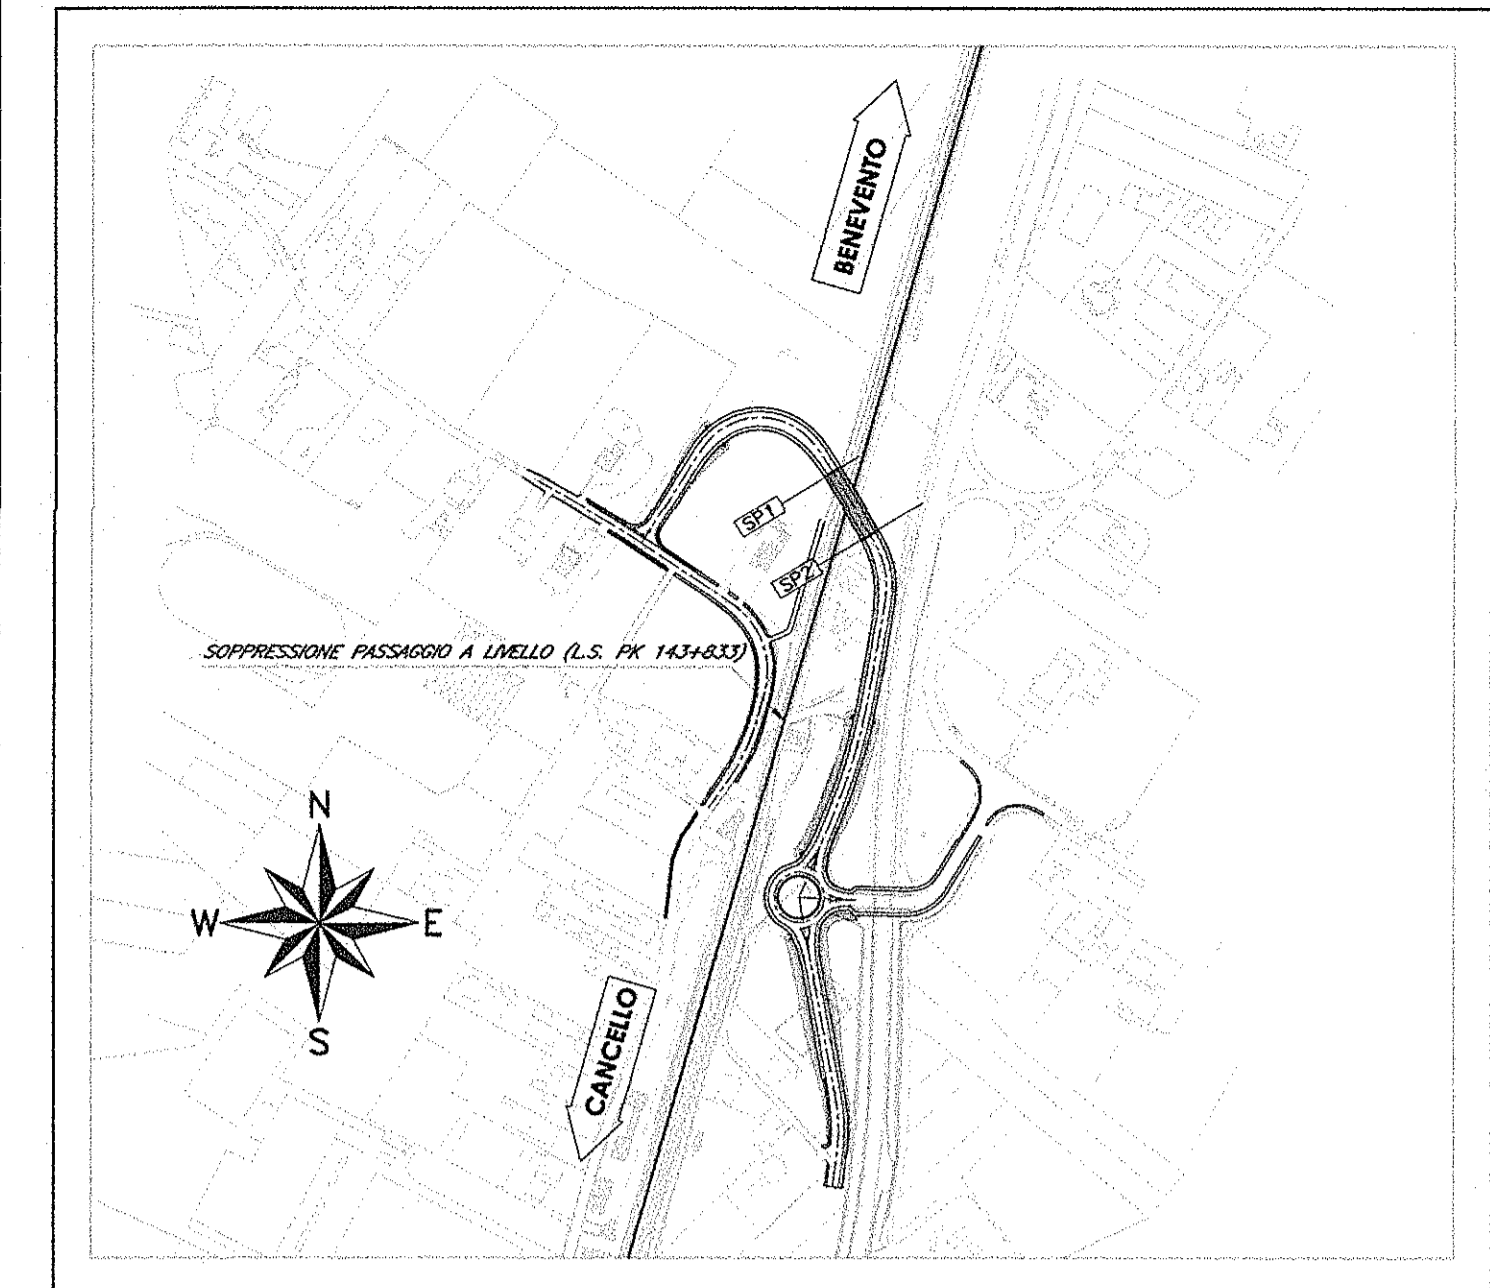 BENEVENTO
SP1
SP2
SOPPRESSIONE PASSAGGIO A LIVELLO (L.S. PK 143+833)
N
W E
S
CANCELLO